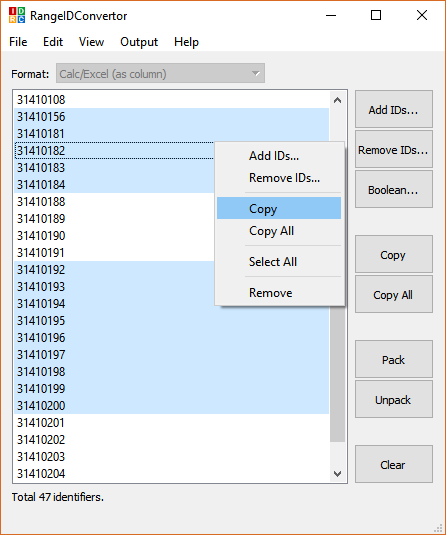 RangeIDConvertor
File Edit View Output Help
Format: Calc/Excel (as column)
31410108
31410156
31410181
31410182
31410183
31410184
31410188
31410189
31410190
31410191
31410192
31410193
31410194
31410195
31410196
31410197
31410198
31410199
31410200
31410201
31410202
31410203
31410204
Add IDs...
Remove IDs...
Copy
Copy All
Select All
Remove
Add IDs...
Remove IDs...
Boolean...
Copy
Copy All
Pack
Unpack
Clear
Total 47 identifiers.